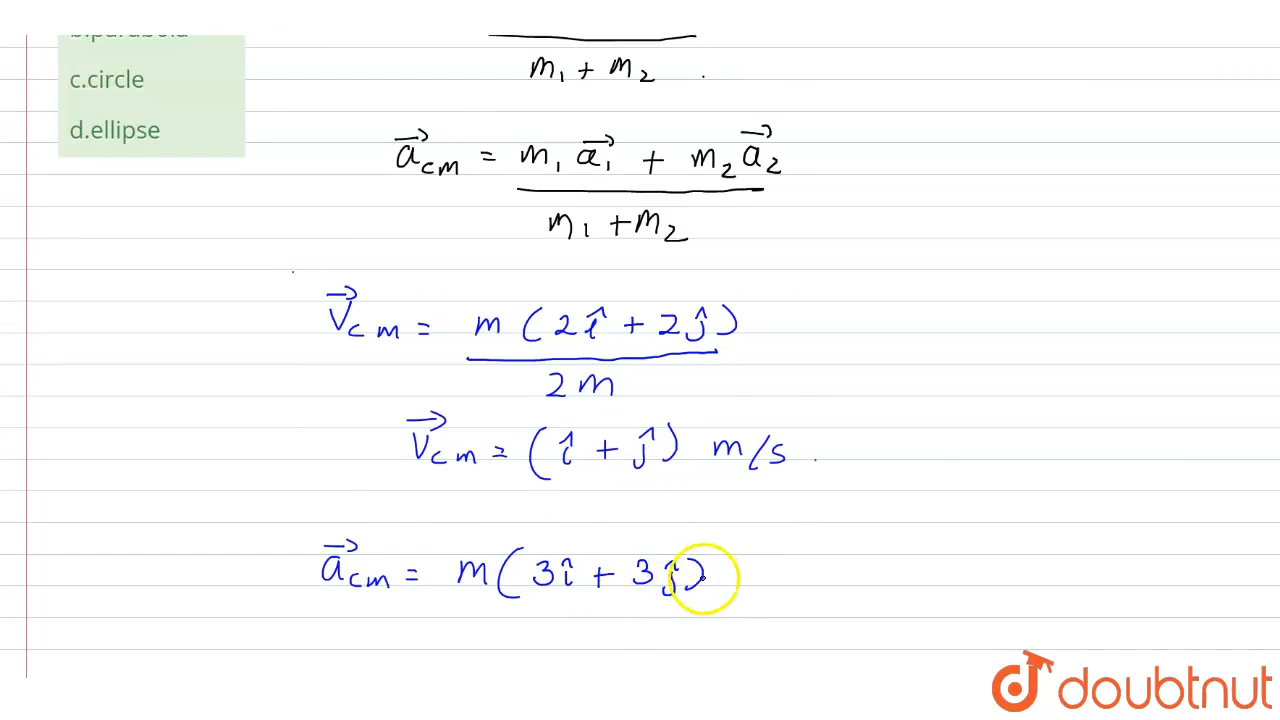 b.parabola
c.circle
d.ellipse
m₁ + m₂ .
a⃗cm = m₁ a⃗₁ + m₂ a⃗₂
m₁ + m₂
V⃗cm = m ( 2î + 2ĵ )
2m
V⃗cm = ( î + ĵ ) m/s .
a⃗cm = m ( 3î + 3ĵ )
doubtnut